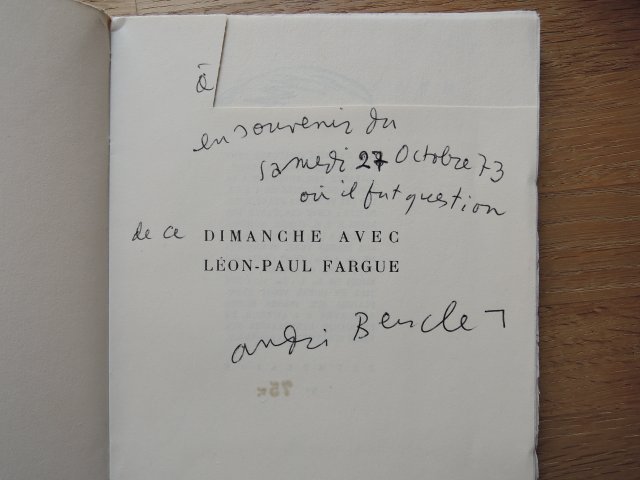 à
en souvenir du
samedi 27 Octobre 73
où il fut question
de ce DIMANCHE AVEC
LÉON-PAUL FARGUE
andré Beucler